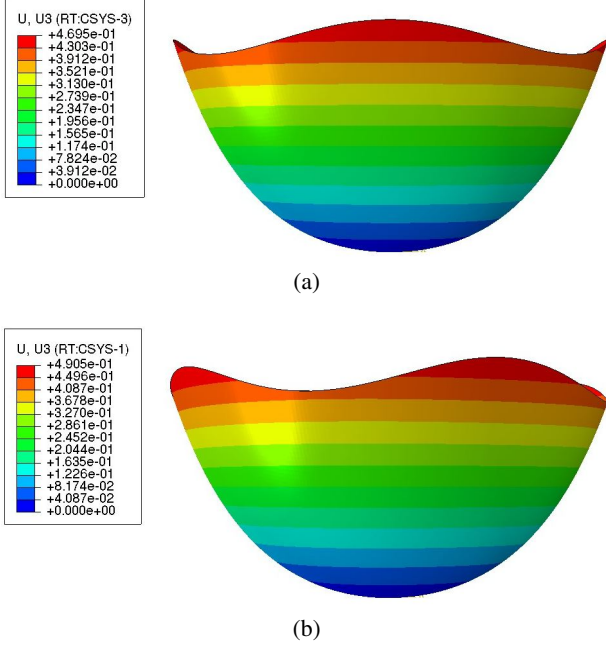 U, U3 (RT:CSYS-3)
+4.695e-01
+4.303e-01
+3.912e-01
+3.521e-01
+3.130e-01
+2.739e-01
+2.347e-01
+1.956e-01
+1.565e-01
+1.174e-01
+7.824e-02
+3.912e-02
+0.000e+00
(a)
U, U3 (RT:CSYS-1)
+4.905e-01
+4.496e-01
+4.087e-01
+3.678e-01
+3.270e-01
+2.861e-01
+2.452e-01
+2.044e-01
+1.635e-01
+1.226e-01
+8.174e-02
+4.087e-02
+0.000e+00
(b)